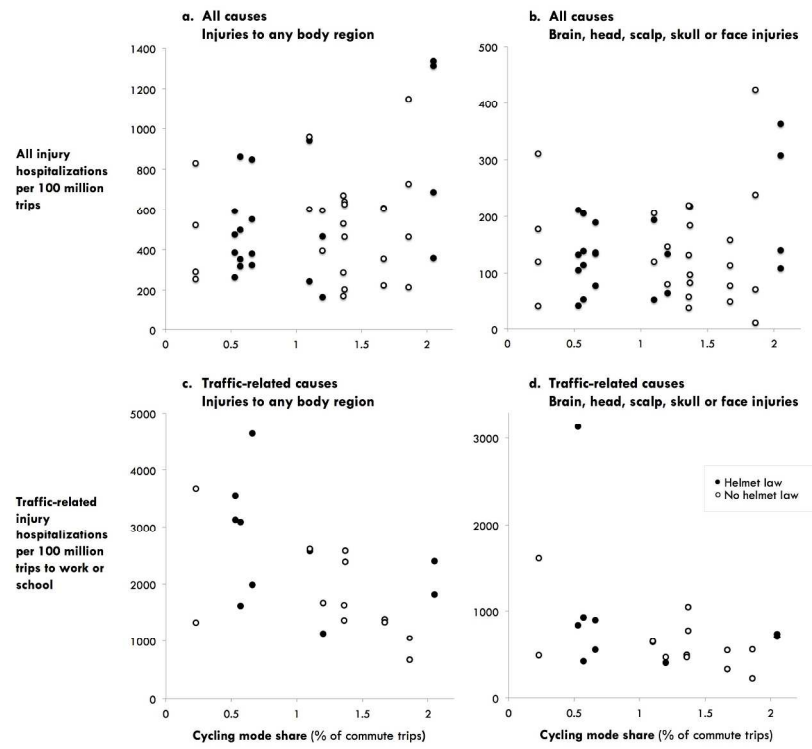 a. All causes
Injuries to any body region
b. All causes
Brain, head, scalp, skull or face injuries
All injury
hospitalizations
per 100 million
trips
1400
1200
1000
800
600
400
200
0
0
0.5
1
1.5
2
500
400
300
200
100
0
0
0.5
1
1.5
2
c. Traffic-related causes
Injuries to any body region
d. Traffic-related causes
Brain, head, scalp, skull or face injuries
Traffic-related
injury
hospitalizations
per 100 million
trips to work or
school
5000
4000
3000
2000
1000
0
0
0.5
1
1.5
2
Cycling mode share (% of commute trips)
3000
2000
1000
0
0
0.5
1
1.5
2
Cycling mode share (% of commute trips)
Helmet law
No helmet law